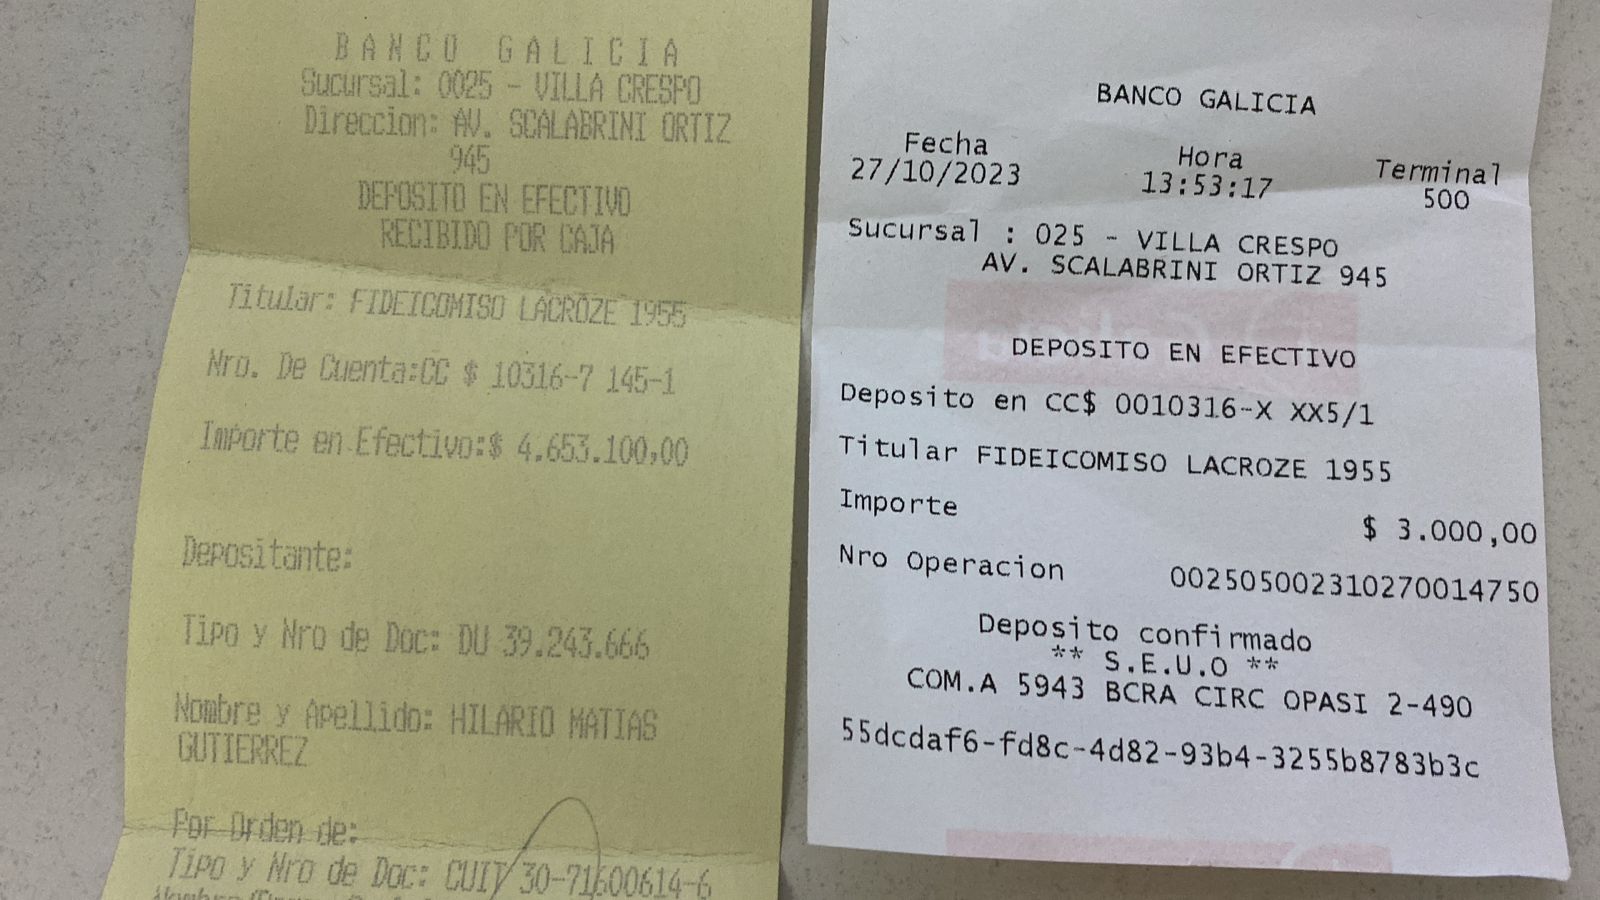 BANCO GALICIA
Sucursal: 0025 - VILLA CRESPO
Direccion: AV. SCALABRINI ORTIZ
945
DEPOSITO EN EFECTIVO
RECIBIDO POR CAJA
Titular: FIDEICOMISO LACROZE 1955
Nro. De Cuenta:CC $ 10316-7 145-1
Importe en Efectivo:$ 4.653.100,00
Depositante:
Tipo y Nro de Doc: DU 39.243.666
Nombre y Apellido: HILARIO MATIAS
GUTIERREZ
Por Orden de:
Tipo y Nro de Doc: CUIT 30-71600614-6
BANCO GALICIA
Fecha Hora Terminal
27/10/2023 13:53:17 500
Sucursal : 025 - VILLA CRESPO
AV. SCALABRINI ORTIZ 945
DEPOSITO EN EFECTIVO
Deposito en CC$ 0010316-X XX5/1
Titular FIDEICOMISO LACROZE 1955
Importe $ 3.000,00
Nro Operacion 002505002310270014750
Deposito confirmado
** S.E.U.O **
COM.A 5943 BCRA CIRC OPASI 2-490
55dcdaf6-fd8c-4d82-93b4-3255b8783b3c